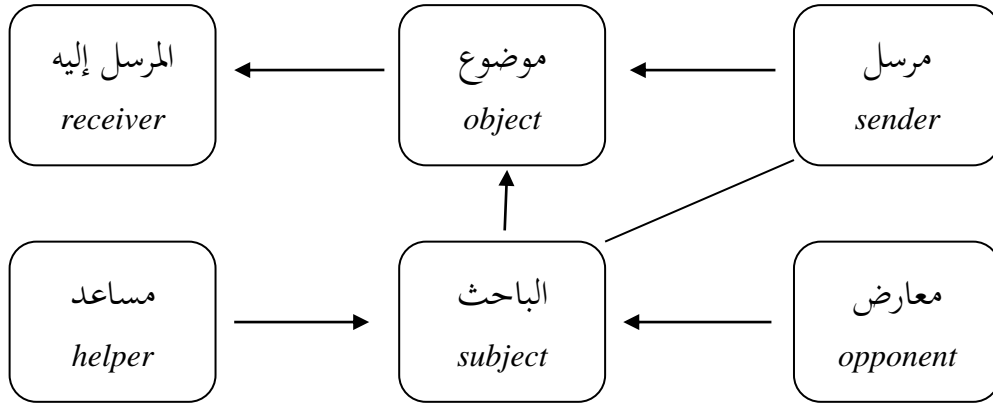 مرسل
sender
موضوع
object
المرسل إليه
receiver
معارض
opponent
الباحث
subject
مساعد
helper